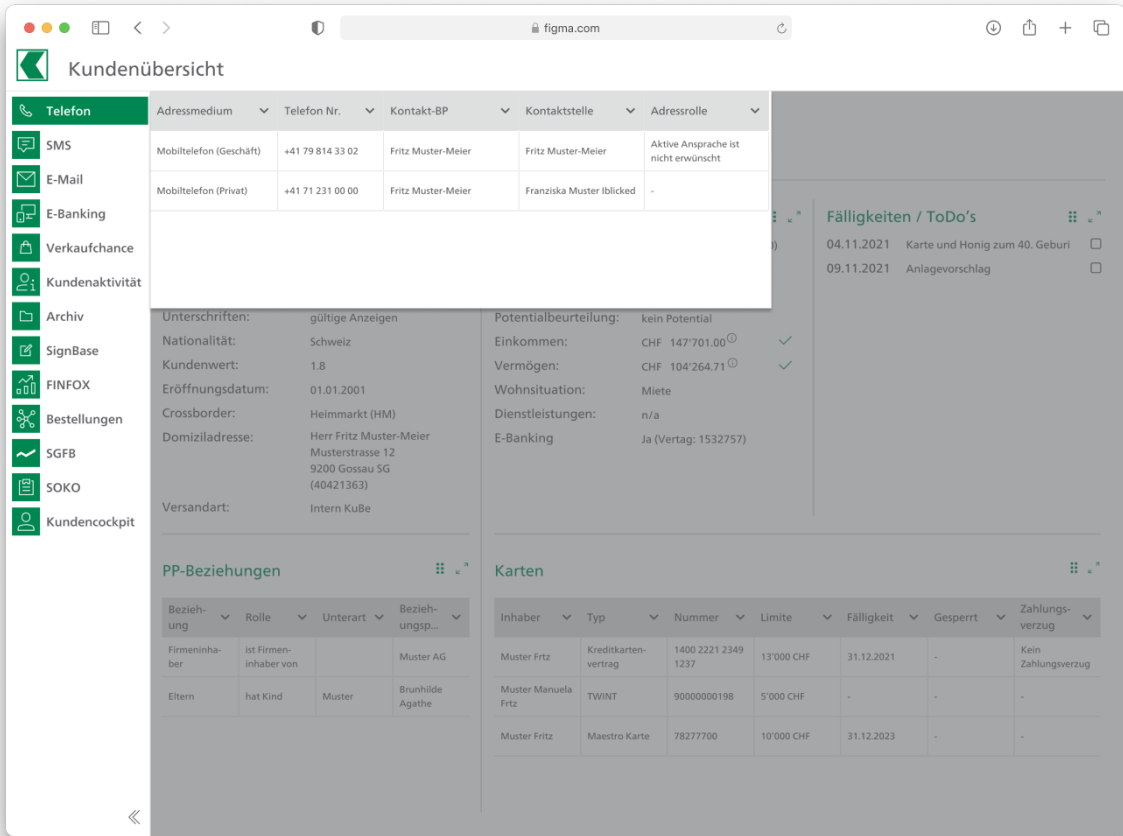 figma.com
Kundenübersicht
Telefon
SMS
E-Mail
E-Banking
Verkaufchance
Kundenaktivität
Archiv
SignBase
FINFOX
Bestellungen
SGFB
SOKO
Kundencockpit
Adressmedium Telefon Nr. Kontakt-BP Kontaktstelle Adressrolle
Mobiltelefon (Geschäft) +41 79 814 33 02 Fritz Muster-Meier Fritz Muster-Meier Aktive Ansprache ist
nicht erwünscht
Mobiltelefon (Privat) +41 71 231 00 00 Fritz Muster-Meier Franziska Muster Iblicked -
Fälligkeiten / ToDo's
04.11.2021 Karte und Honig zum 40. Geburi
09.11.2021 Anlagevorschlag
Unterschriften: gültige Anzeigen
Nationalität: Schweiz
Kundenwert: 1.8
Eröffnungsdatum: 01.01.2001
Crossborder: Heimmarkt (HM)
Domiziladresse: Herr Fritz Muster-Meier
Musterstrasse 12
9200 Gossau SG
(40421363)
Versandart: Intern KuBe
Potentialbeurteilung: kein Potential
Einkommen: CHF 147'701.00
Vermögen: CHF 104'264.71
Wohnsituation: Miete
Dienstleistungen: n/a
E-Banking Ja (Vertag: 1532757)
PP-Beziehungen
Bezieh-
ung Rolle Unterart Bezieh-
ungsp...
Firmeninha-
ber ist Firmen-
inhaber von Muster AG
Eltern hat Kind Muster Brunhilde
Agathe
Karten
Inhaber Typ Nummer Limite Fälligkeit Gesperrt Zahlungs-
verzug
Muster Frtz Kreditkarten-
vertrag 1400 2221 2349
1237 13'000 CHF 31.12.2021 - Kein
Zahlungsverzug
Muster Manuela
Frtz TWINT 90000000198 5'000 CHF - - -
Muster Fritz Maestro Karte 78277700 10'000 CHF 31.12.2023 - -